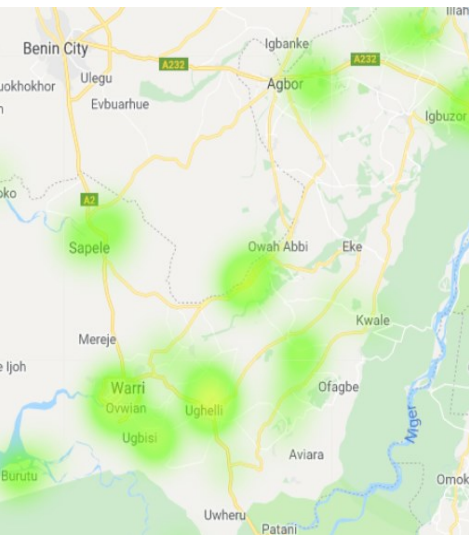 Illah
Igbanke
Benin City
A232
A232
Agbor
Ulegu
uokhokhor
Evbuarhue
Igbuzor
oko
A2
Sapele
Owah Abbi
Eke
Kwale
Mereje
e Ijoh
Warri
Ofagbe
Ovwian
Ughelli
Ugbisi
Niger
Aviara
Burutu
Omok
Uwheru
Patani